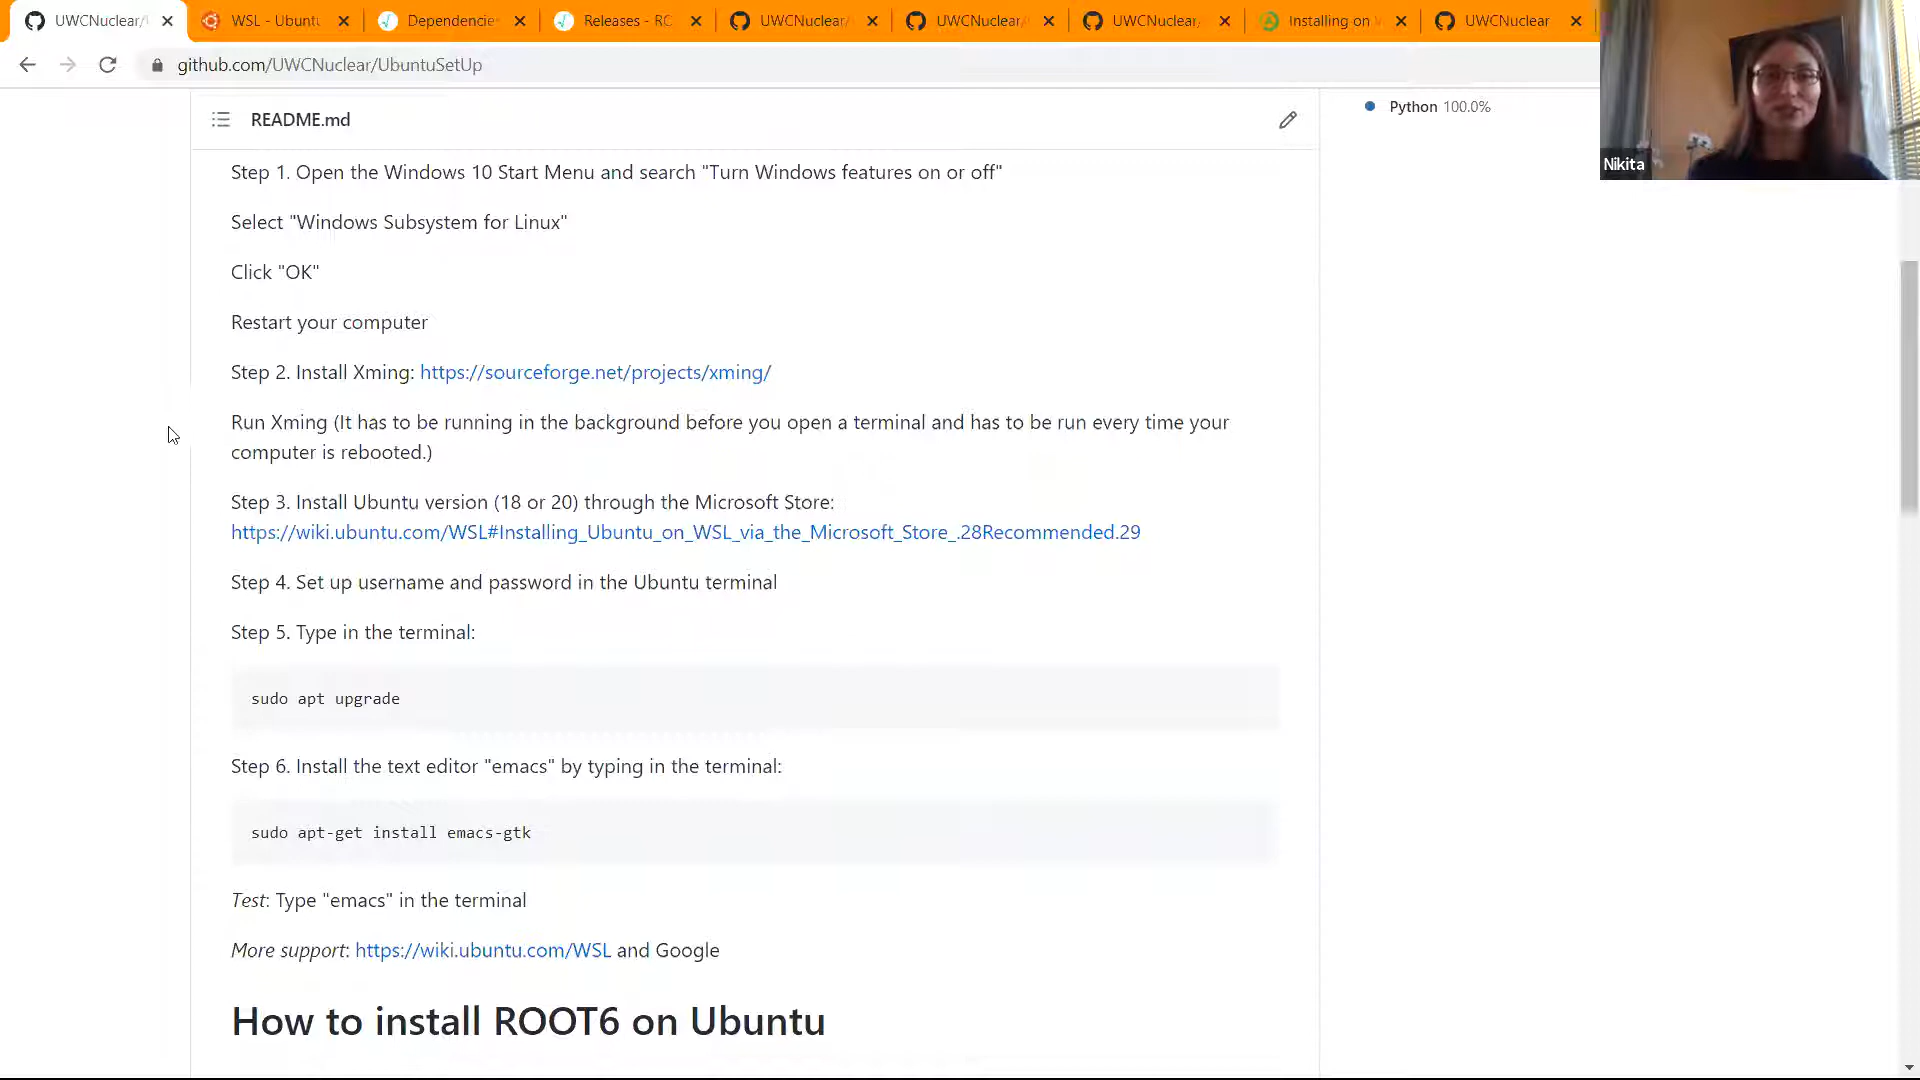 UWCNuclear/
WSL - Ubuntu
Dependencie
Releases - RO
UWCNuclear/
UWCNuclear/
UWCNuclear/
Installing on
UWCNuclear
github.com/UWCNuclear/UbuntuSetUp
README.md
Python 100.0%
Nikita
Step 1. Open the Windows 10 Start Menu and search "Turn Windows features on or off"
Select "Windows Subsystem for Linux"
Click "OK"
Restart your computer
Step 2. Install Xming: https://sourceforge.net/projects/xming/
Run Xming (It has to be running in the background before you open a terminal and has to be run every time your
computer is rebooted.)
Step 3. Install Ubuntu version (18 or 20) through the Microsoft Store:
https://wiki.ubuntu.com/WSL#Installing_Ubuntu_on_WSL_via_the_Microsoft_Store_.28Recommended.29
Step 4. Set up username and password in the Ubuntu terminal
Step 5. Type in the terminal:
sudo apt upgrade
Step 6. Install the text editor "emacs" by typing in the terminal:
sudo apt-get install emacs-gtk
Test: Type "emacs" in the terminal
More support: https://wiki.ubuntu.com/WSL and Google
How to install ROOT6 on Ubuntu